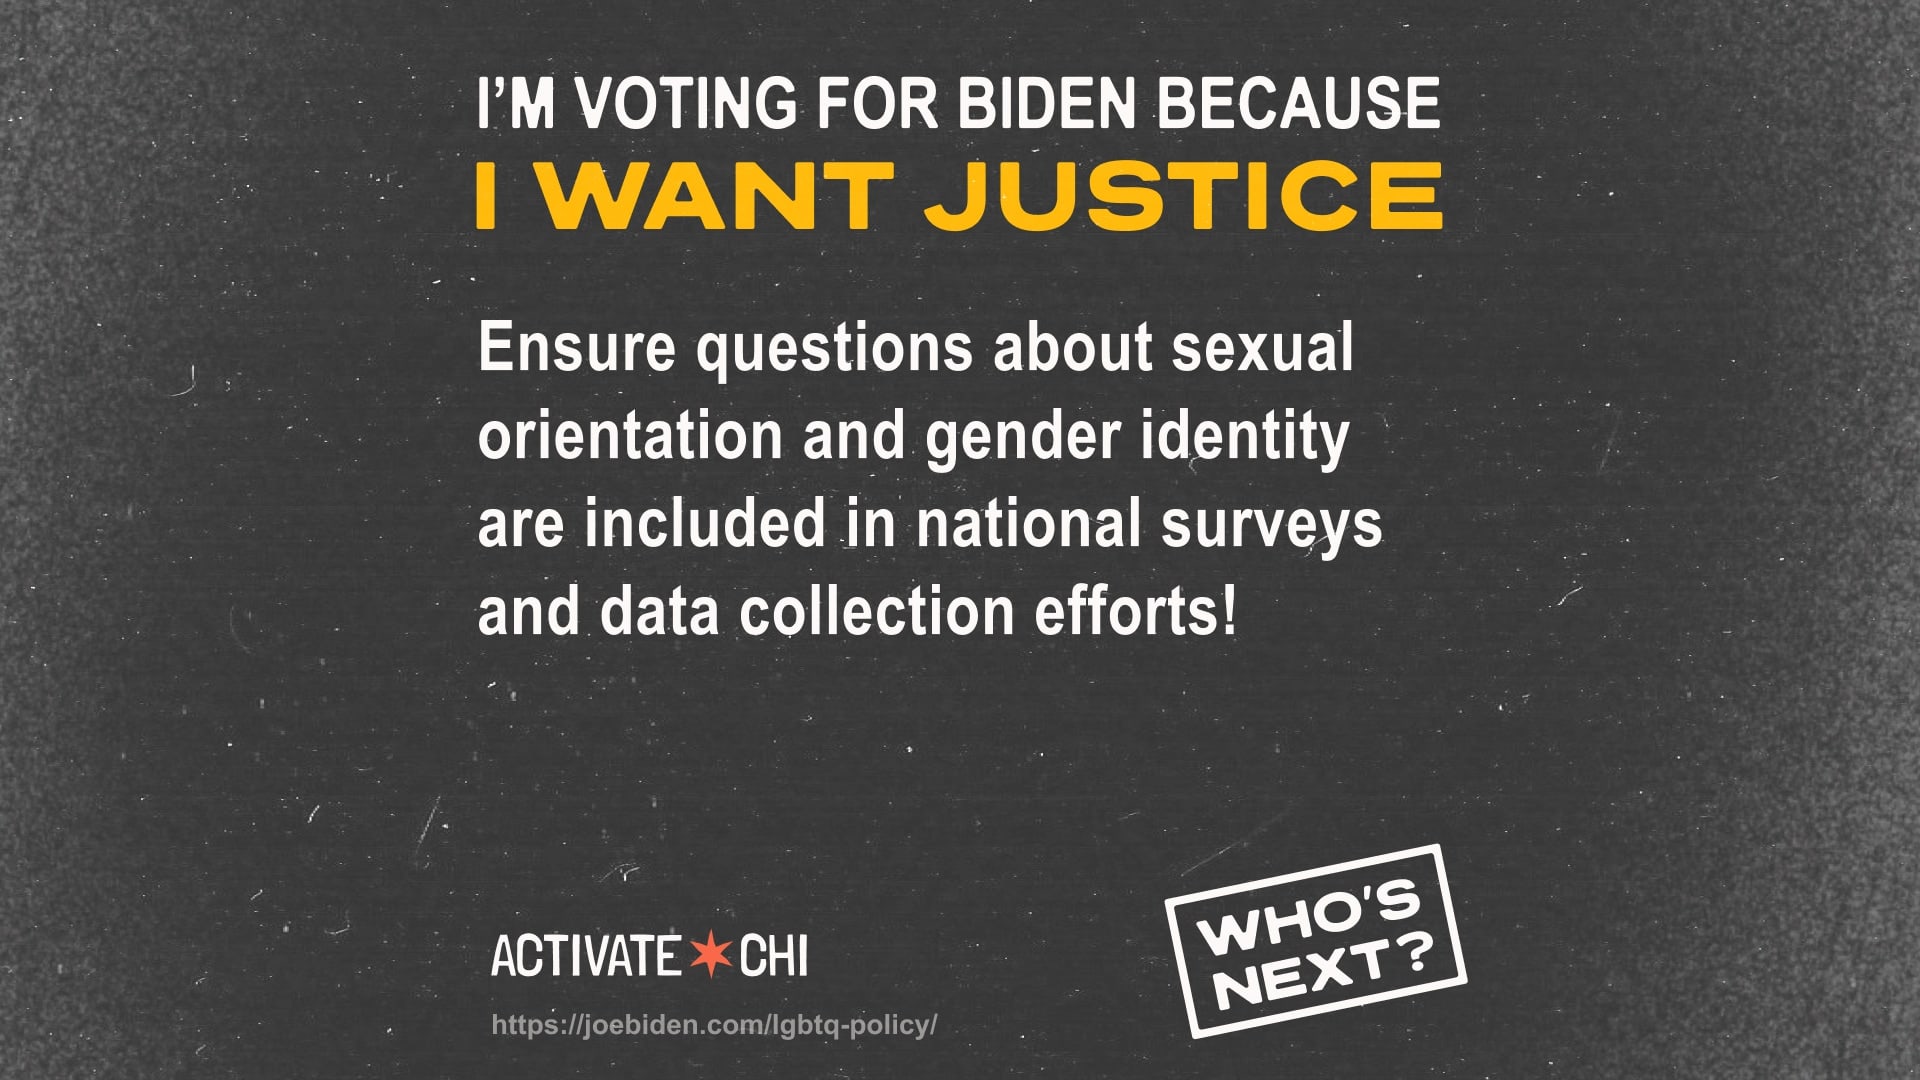 I’M VOTING FOR BIDEN BECAUSE
I WANT JUSTICE
Ensure questions about sexual
orientation and gender identity
are included in national surveys
and data collection efforts!
ACTIVATE CHI
https://joebiden.com/lgbtq-policy/
WHO'S
NEXT?